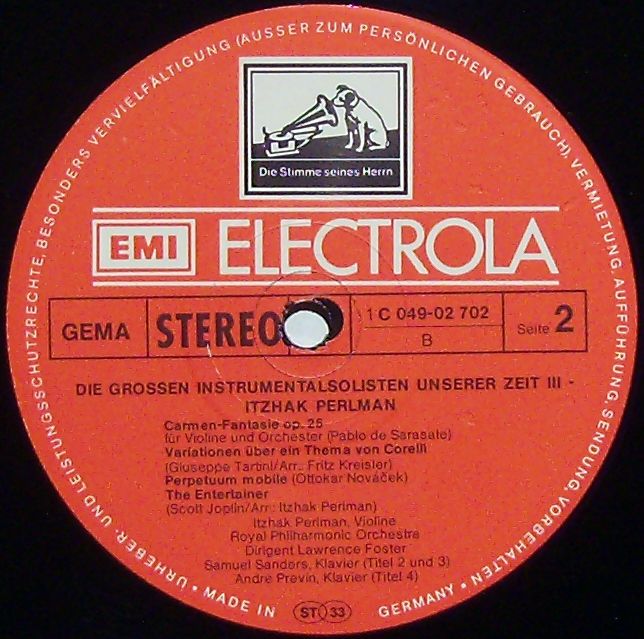 URHEBER- UND LEISTUNGSSCHUTZRECHTE, BESONDERS VERVIELFÄLTIGUNG (AUSSER ZUM PERSÖNLICHEN GEBRAUCH), VERMIETUNG, AUFFÜHRUNG, SENDUNG, VORBEHALTEN •
Die Stimme seines Herrn
EMI ELECTROLA
GEMA
STEREO
1 C 049-02 702
B
Seite 2
DIE GROSSEN INSTRUMENTALSOLISTEN UNSERER ZEIT III -
ITZHAK PERLMAN
Carmen-Fantasie op. 25
für Violine und Orchester (Pablo de Sarasate)
Variationen über ein Thema von Corelli
(Giuseppe Tartini/Arr.: Fritz Kreisler)
Perpetuum mobile (Ottokar Nováček)
The Entertainer
(Scott Joplin/Arr.: Itzhak Perlman)
Itzhak Perlman, Violine
Royal Philharmonic Orchestra
Dirigent Lawrence Foster
Samuel Sanders, Klavier (Titel 2 und 3)
Andre Previn, Klavier (Titel 4)
• MADE IN
ST 33
GERMANY •